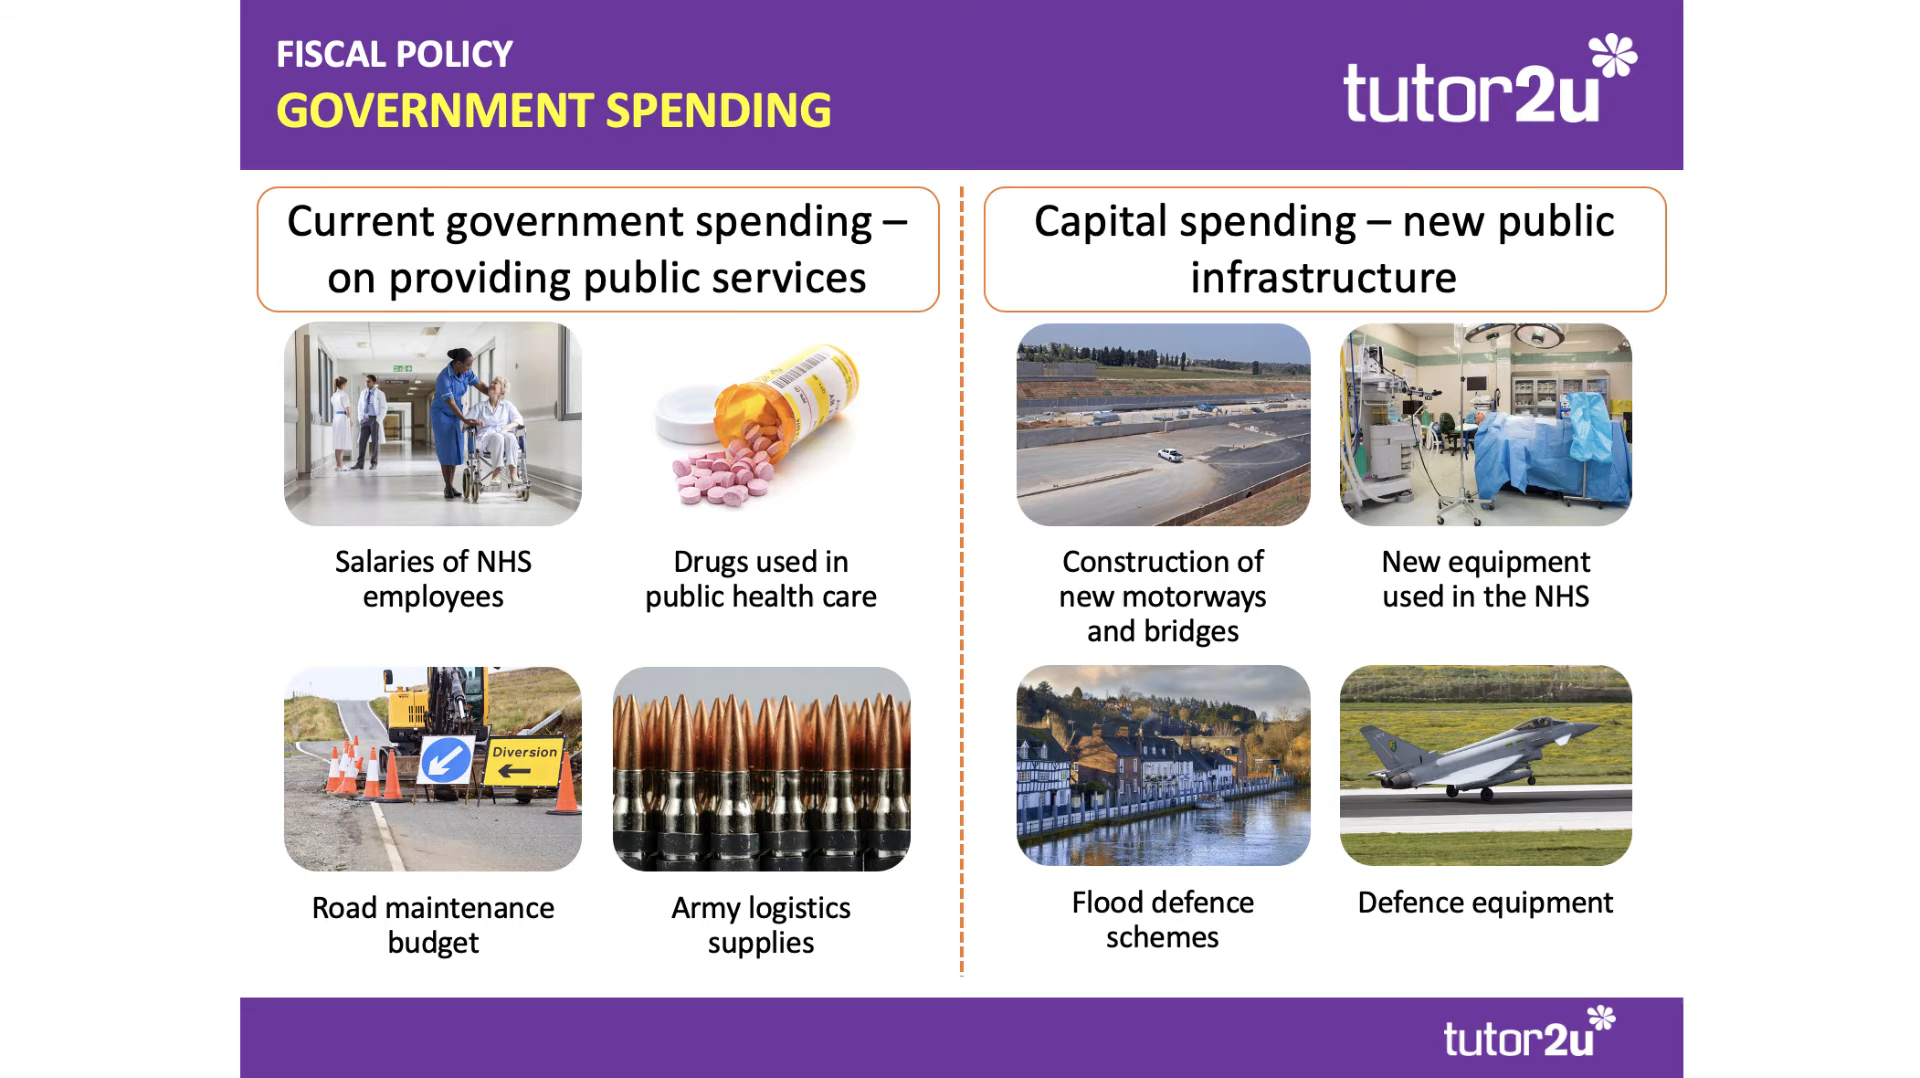 FISCAL POLICY
GOVERNMENT SPENDING
tutor2u
Current government spending –
on providing public services
Capital spending – new public
infrastructure
Salaries of NHS
employees
Drugs used in
public health care
Diversion
Road maintenance
budget
Army logistics
supplies
Construction of
new motorways
and bridges
New equipment
used in the NHS
Flood defence
schemes
Defence equipment
tutor2u